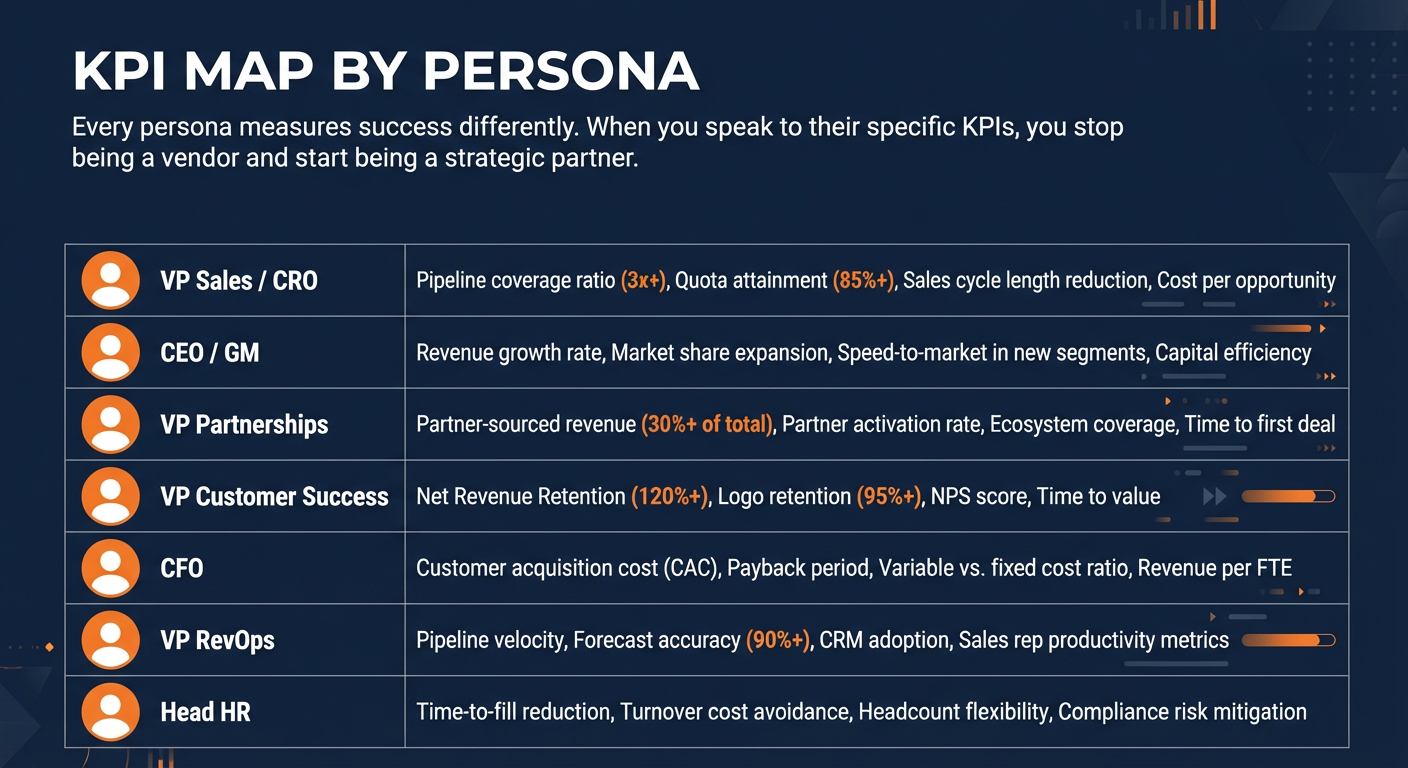 KPI MAP BY PERSONA
Every persona measures success differently. When you speak to their specific KPIs, you stop
being a vendor and start being a strategic partner.
VP Sales / CRO
Pipeline coverage ratio (3x+), Quota attainment (85%+), Sales cycle length reduction, Cost per opportunity
CEO / GM
Revenue growth rate, Market share expansion, Speed-to-market in new segments, Capital efficiency
VP Partnerships
Partner-sourced revenue (30%+ of total), Partner activation rate, Ecosystem coverage, Time to first deal
VP Customer Success
Net Revenue Retention (120%+), Logo retention (95%+), NPS score, Time to value
CFO
Customer acquisition cost (CAC), Payback period, Variable vs. fixed cost ratio, Revenue per FTE
VP RevOps
Pipeline velocity, Forecast accuracy (90%+), CRM adoption, Sales rep productivity metrics
Head HR
Time-to-fill reduction, Turnover cost avoidance, Headcount flexibility, Compliance risk mitigation